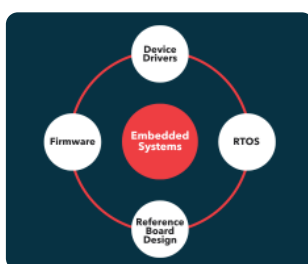 Device
Drivers
Firmware
Embedded
Systems
RTOS
Reference
Board
Design